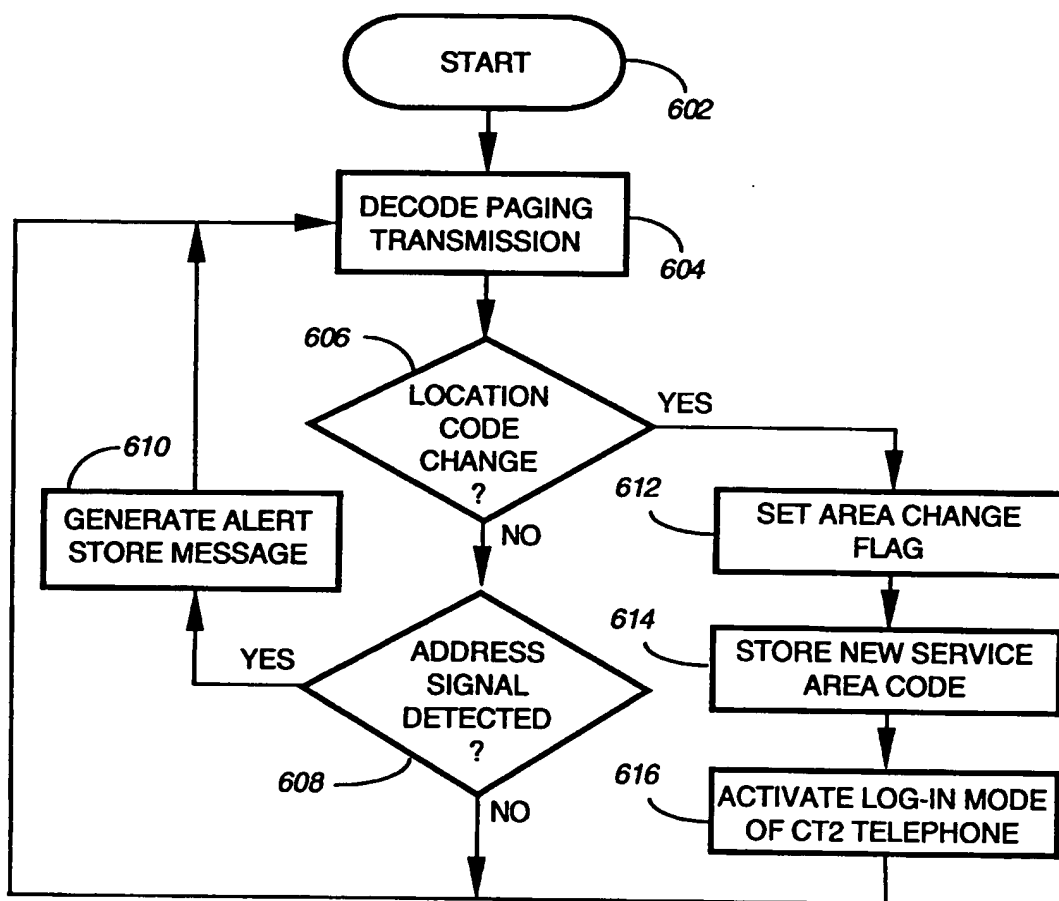 START
602
DECODE PAGING
TRANSMISSION
604
606
LOCATION
CODE
CHANGE
?
YES
NO
610
GENERATE ALERT
STORE MESSAGE
612
SET AREA CHANGE
FLAG
614
STORE NEW SERVICE
AREA CODE
YES
ADDRESS
SIGNAL
DETECTED
?
608
NO
616
ACTIVATE LOG-IN MODE
OF CT2 TELEPHONE